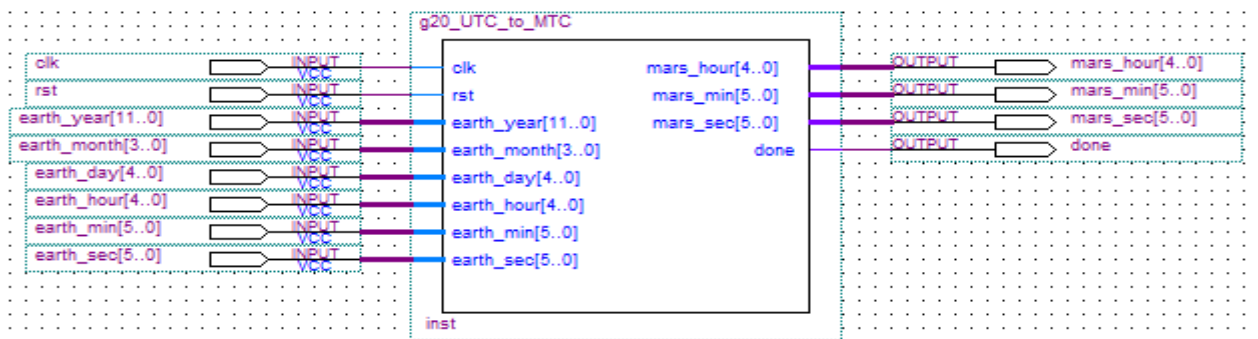 g20_UTC_to_MTC
clk INPUT VCC clk mars_hour[4..0] OUTPUT mars_hour[4..0]
rst INPUT VCC rst mars_min[5..0] OUTPUT mars_min[5..0]
earth_year[11..0] INPUT VCC earth_year[11..0] mars_sec[5..0] OUTPUT mars_sec[5..0]
earth_month[3..0] INPUT VCC earth_month[3..0] done OUTPUT done
earth_day[4..0] INPUT VCC earth_day[4..0]
earth_hour[4..0] INPUT VCC earth_hour[4..0]
earth_min[5..0] INPUT VCC earth_min[5..0]
earth_sec[5..0] INPUT VCC earth_sec[5..0]
inst